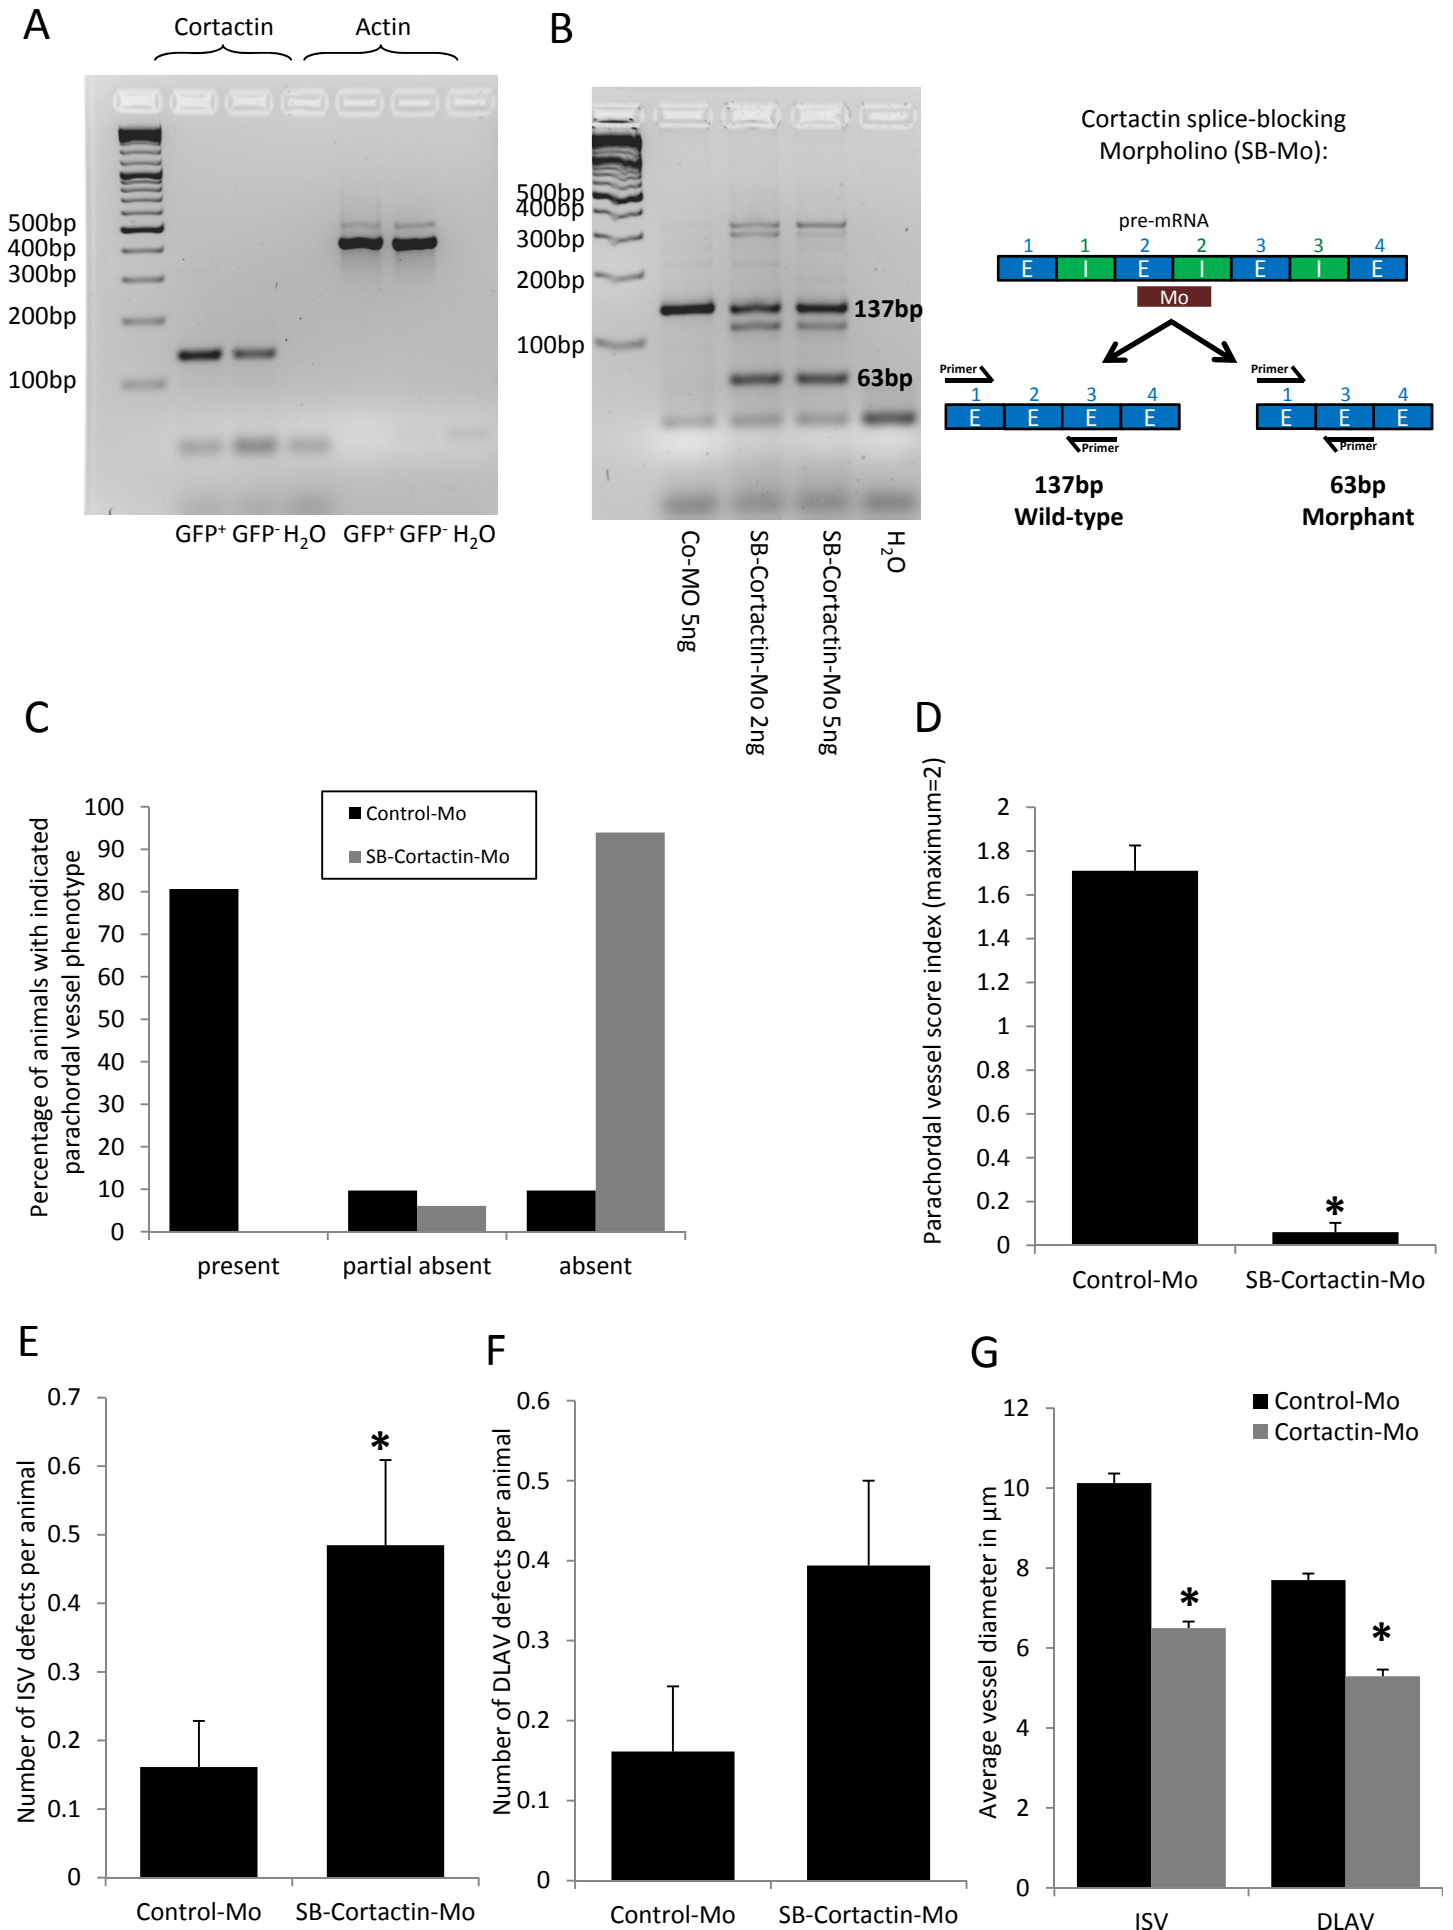 A
Cortactin
Actin
500bp
400bp
300bp
200bp
100bp
GFP⁺ GFP⁻ H₂O GFP⁺ GFP⁻ H₂O
B
500bp
400bp
300bp
200bp
100bp
137bp
63bp
Co-MO 5ng
SB-Cortactin-Mo 2ng
SB-Cortactin-Mo 5ng
H₂O
Cortactin splice-blocking
Morpholino (SB-Mo):
pre-mRNA
1 1 2 2 3 3 4
E I E I E I E
Mo
Primer
1 2 3 4
E E E E
Primer
137bp
Wild-type
Primer
1 3 4
E E E
Primer
63bp
Morphant
C
Percentage of animals with indicated
parachordal vessel phenotype
100
90
80
70
60
50
40
30
20
10
0
Control-Mo
SB-Cortactin-Mo
present partial absent absent
D
Parachordal vessel score index (maximum=2)
2
1.8
1.6
1.4
1.2
1
0.8
0.6
0.4
0.2
0
*
Control-Mo SB-Cortactin-Mo
E
Number of ISV defects per animal
0.7
0.6
0.5
0.4
0.3
0.2
0.1
0
*
Control-Mo SB-Cortactin-Mo
F
Number of DLAV defects per animal
0.6
0.5
0.4
0.3
0.2
0.1
0
Control-Mo SB-Cortactin-Mo
G
Average vessel diameter in µm
12
10
8
6
4
2
0
Control-Mo
Cortactin-Mo
*
*
ISV DLAV